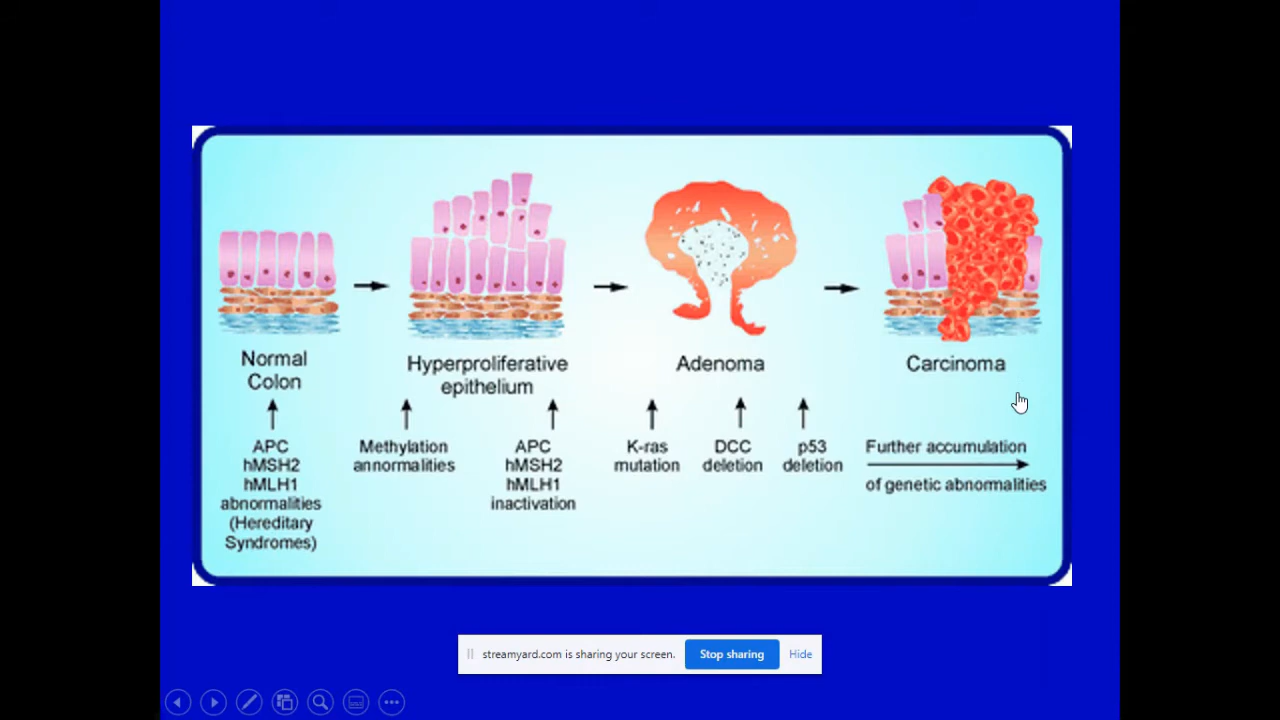 Normal
Colon
Hyperproliferative
epithelium
Adenoma
Carcinoma
APC
hMSH2
hMLH1
abnormalities
(Hereditary
Syndromes)
Methylation
annormalities
APC
hMSH2
hMLH1
inactivation
K-ras
mutation
DCC
deletion
p53
deletion
Further accumulation
of genetic abnormalities
streamyard.com is sharing your screen.
Stop sharing
Hide